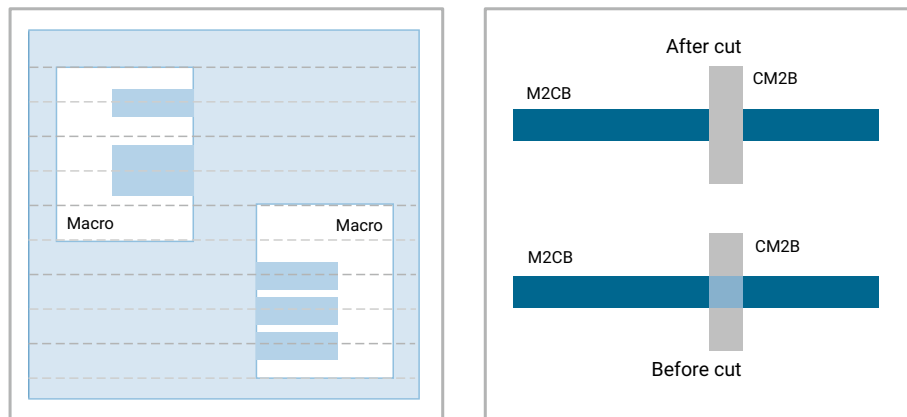 Macro
Macro
After cut
M2CB
CM2B
M2CB
CM2B
Before cut